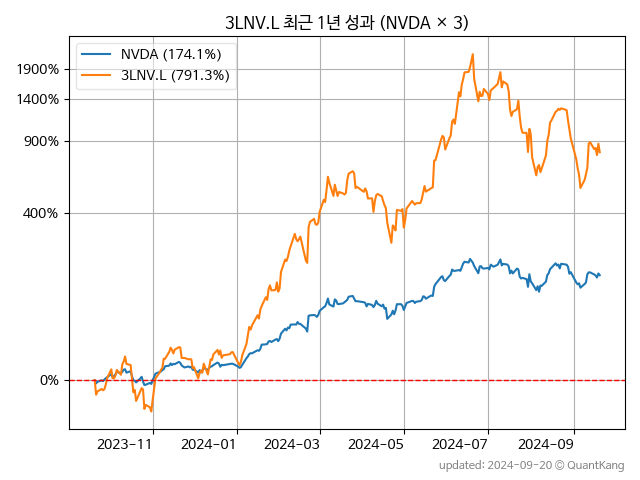 3LNV.L 최근 1년 성과 (NVDA × 3)
NVDA (174.1%)
3LNV.L (791.3%)
1900%
1400%
900%
400%
0%
2023-11 2024-01 2024-03 2024-05 2024-07 2024-09
updated: 2024-09-20 © QuantKang